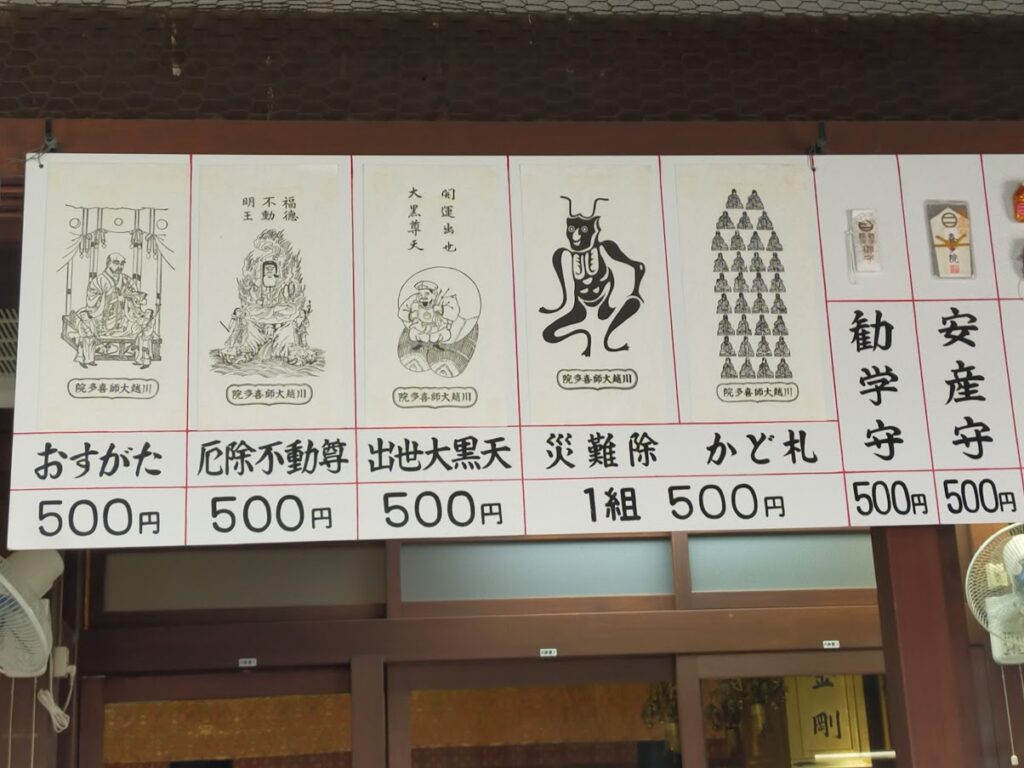 福徳
不動
明王
開運出世
大黒尊天
川越大師喜多院
川越大師喜多院
川越大師喜多院
川越大師喜多院
川越大師喜多院
おすがた
厄除不動尊
出世大黒天
災難除 かど札
勧学守
安産守
500円
500円
500円
1組 500円
500円
500円
金剛